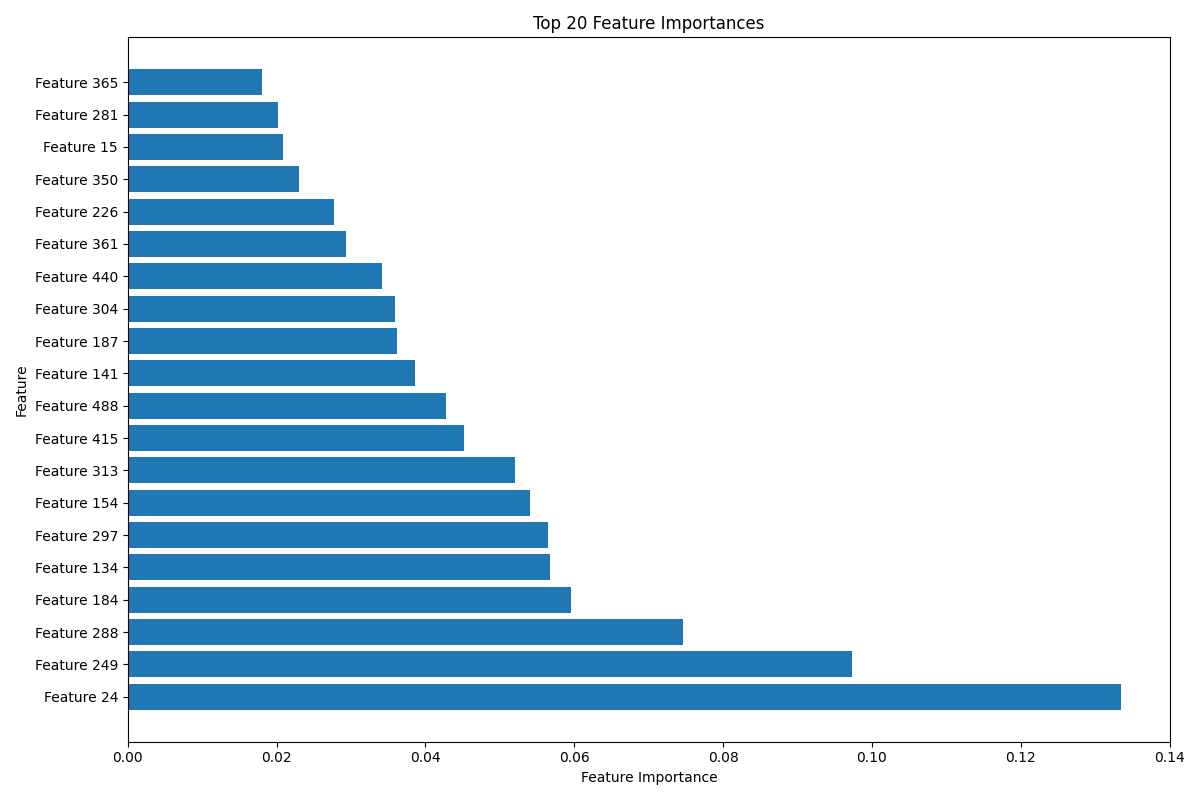 Top 20 Feature Importances
Feature 365
Feature 281
Feature 15
Feature 350
Feature 226
Feature 361
Feature 440
Feature 304
Feature 187
Feature 141
Feature 488
Feature 415
Feature 313
Feature 154
Feature 297
Feature 134
Feature 184
Feature 288
Feature 249
Feature 24
Feature
0.00 0.02 0.04 0.06 0.08 0.10 0.12 0.14
Feature Importance